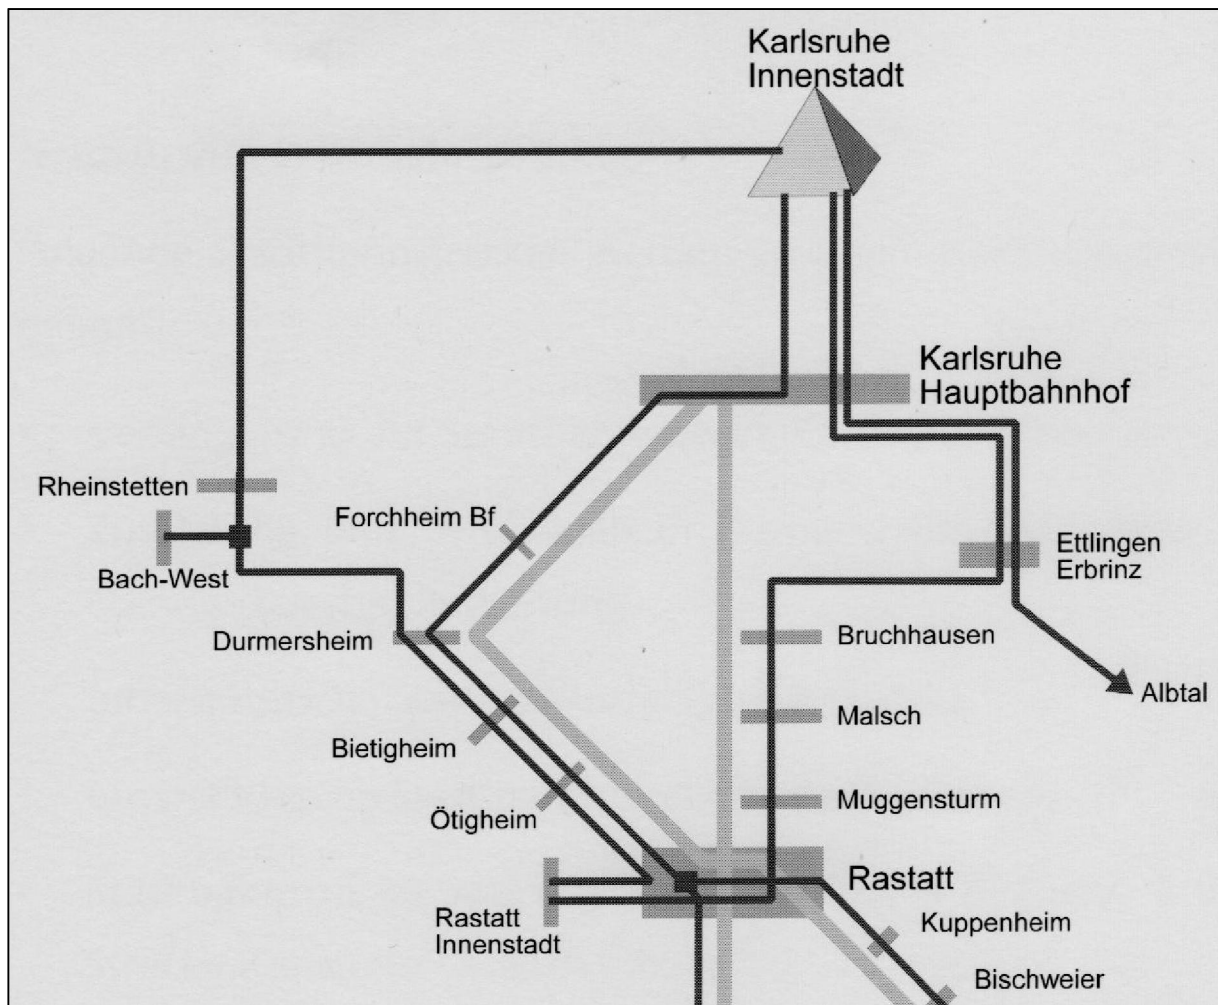 Karlsruhe
Innenstadt
Karlsruhe
Hauptbahnhof
Rheinstetten
Forchheim Bf
Ettlingen
Erbrinz
Bach-West
Durmersheim
Bruchhausen
Albtal
Malsch
Bietigheim
Muggensturm
Ötigheim
Rastatt
Rastatt
Innenstadt
Kuppenheim
Bischweier